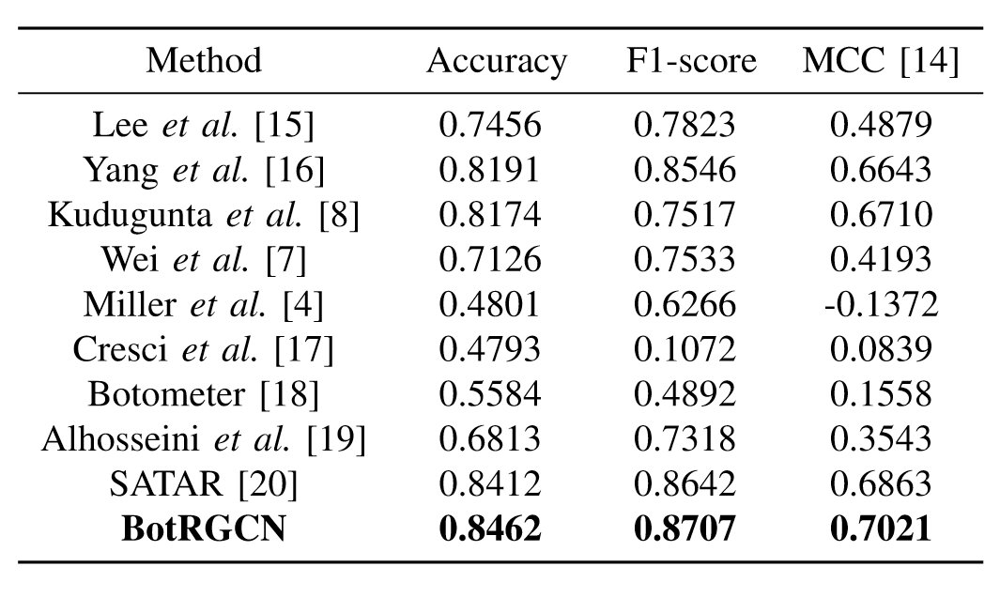 Method Accuracy F1-score MCC [14]
Lee et al. [15] 0.7456 0.7823 0.4879
Yang et al. [16] 0.8191 0.8546 0.6643
Kudugunta et al. [8] 0.8174 0.7517 0.6710
Wei et al. [7] 0.7126 0.7533 0.4193
Miller et al. [4] 0.4801 0.6266 -0.1372
Cresci et al. [17] 0.4793 0.1072 0.0839
Botometer [18] 0.5584 0.4892 0.1558
Alhosseini et al. [19] 0.6813 0.7318 0.3543
SATAR [20] 0.8412 0.8642 0.6863
BotRGCN 0.8462 0.8707 0.7021